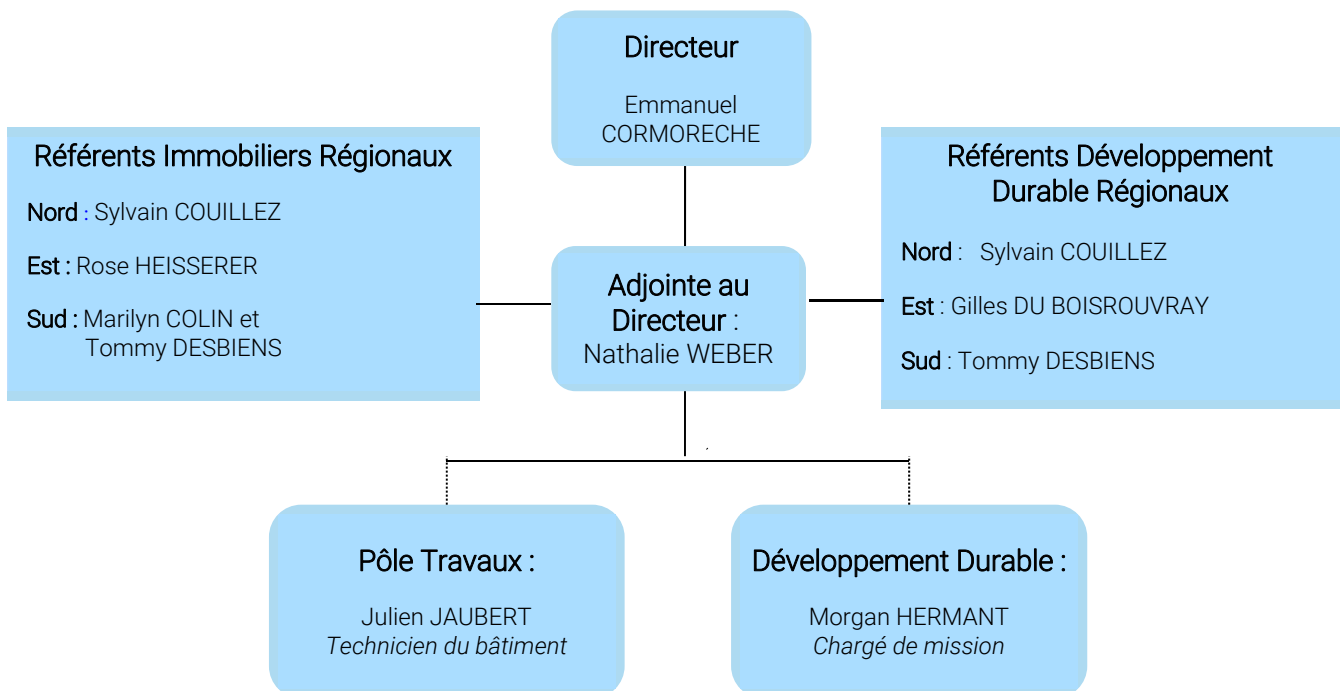 Directeur
Emmanuel
CORMORECHE
Référents Immobiliers Régionaux
Nord : Sylvain COUILLEZ
Est : Rose HEISSERER
Sud : Marilyn COLIN et
Tommy DESBIENS
Adjointe au
Directeur :
Nathalie WEBER
Référents Développement
Durable Régionaux
Nord : Sylvain COUILLEZ
Est : Gilles DU BOISROUVRAY
Sud : Tommy DESBIENS
Pôle Travaux :
Julien JAUBERT
Technicien du bâtiment
Développement Durable :
Morgan HERMANT
Chargé de mission